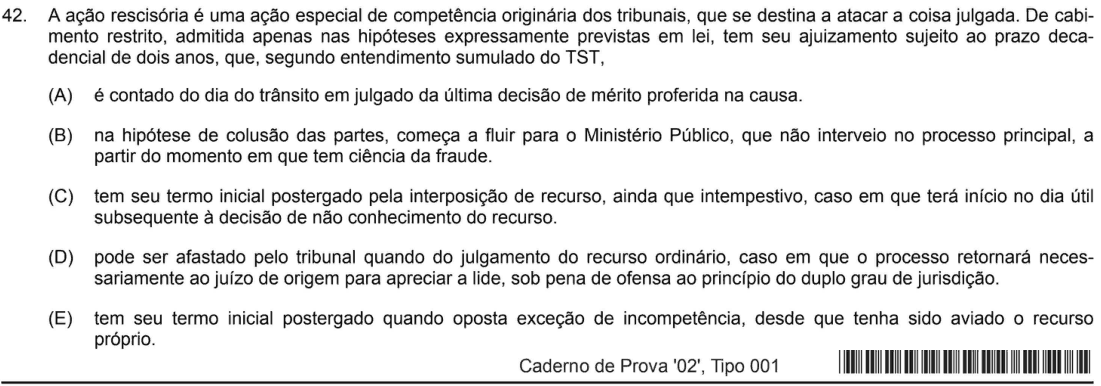 42. A ação rescisória é uma ação especial de competência originária dos tribunais, que se destina a atacar a coisa julgada. De cabi-
mento restrito, admitida apenas nas hipóteses expressamente previstas em lei, tem seu ajuizamento sujeito ao prazo deca-
dencial de dois anos, que, segundo entendimento sumulado do TST,
(A) é contado do dia do trânsito em julgado da última decisão de mérito proferida na causa.
(B) na hipótese de colusão das partes, começa a fluir para o Ministério Público, que não interveio no processo principal, a
partir do momento em que tem ciência da fraude.
(C) tem seu termo inicial postergado pela interposição de recurso, ainda que intempestivo, caso em que terá início no dia útil
subsequente à decisão de não conhecimento do recurso.
(D) pode ser afastado pelo tribunal quando do julgamento do recurso ordinário, caso em que o processo retornará neces-
sariamente ao juízo de origem para apreciar a lide, sob pena de ofensa ao princípio do duplo grau de jurisdição.
(E) tem seu termo inicial postergado quando oposta exceção de incompetência, desde que tenha sido aviado o recurso
próprio.
Caderno de Prova '02', Tipo 001